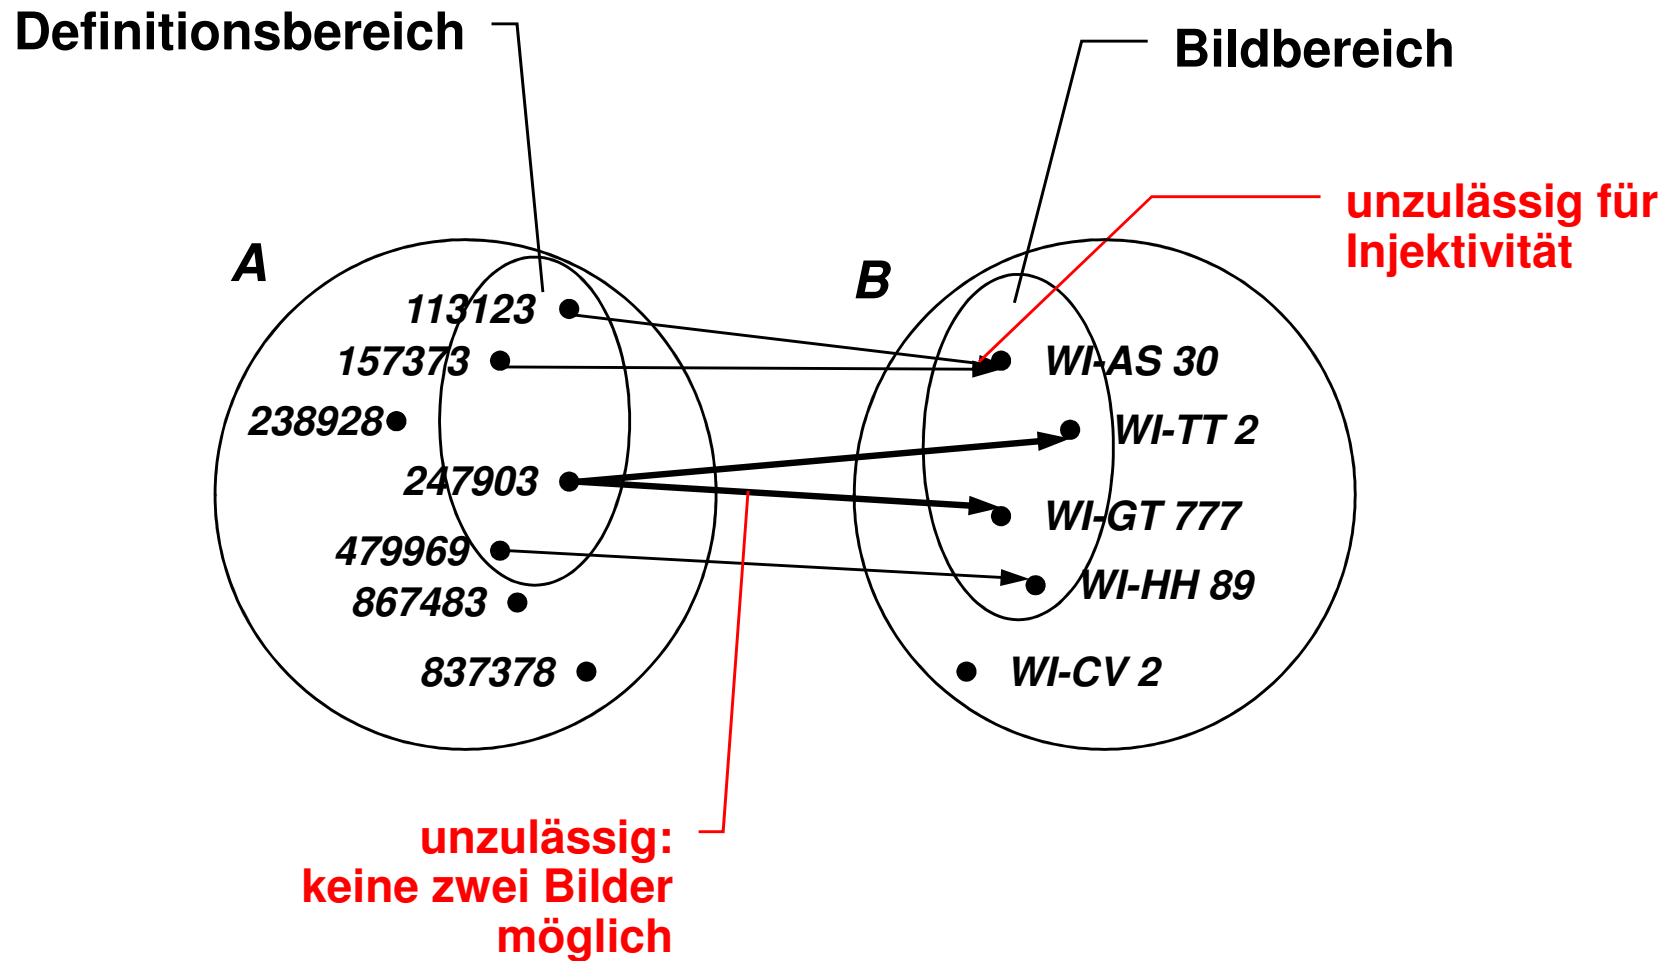 Definitionsbereich
Bildbereich
unzulässig für
Injektivität
A
B
113123
157373
238928
247903
479969
867483
837378
WI-AS 30
WI-TT 2
WI-GT 777
WI-HH 89
WI-CV 2
unzulässig:
keine zwei Bilder
möglich